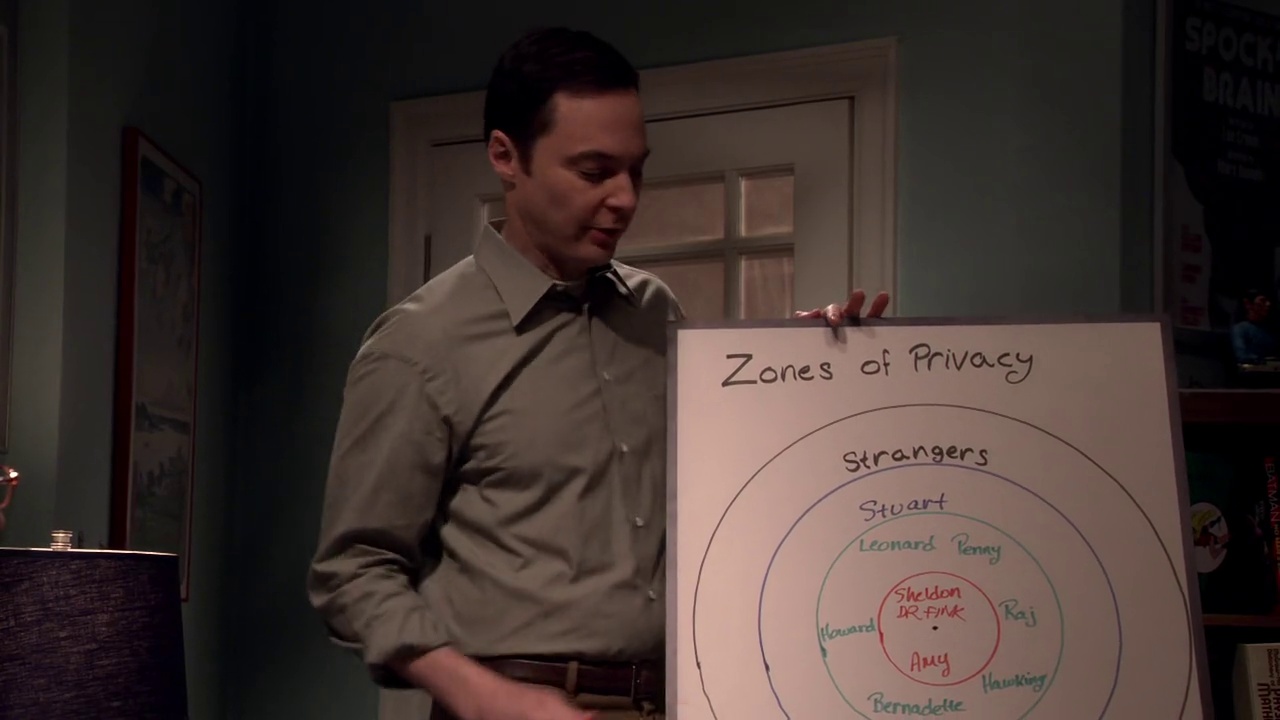 SPOCK'S
BRAIN
Zones of Privacy
Strangers
Stuart
Leonard Penny
Sheldon
DR. FINK
Howard
Raj
Amy
Hawking
Bernadette